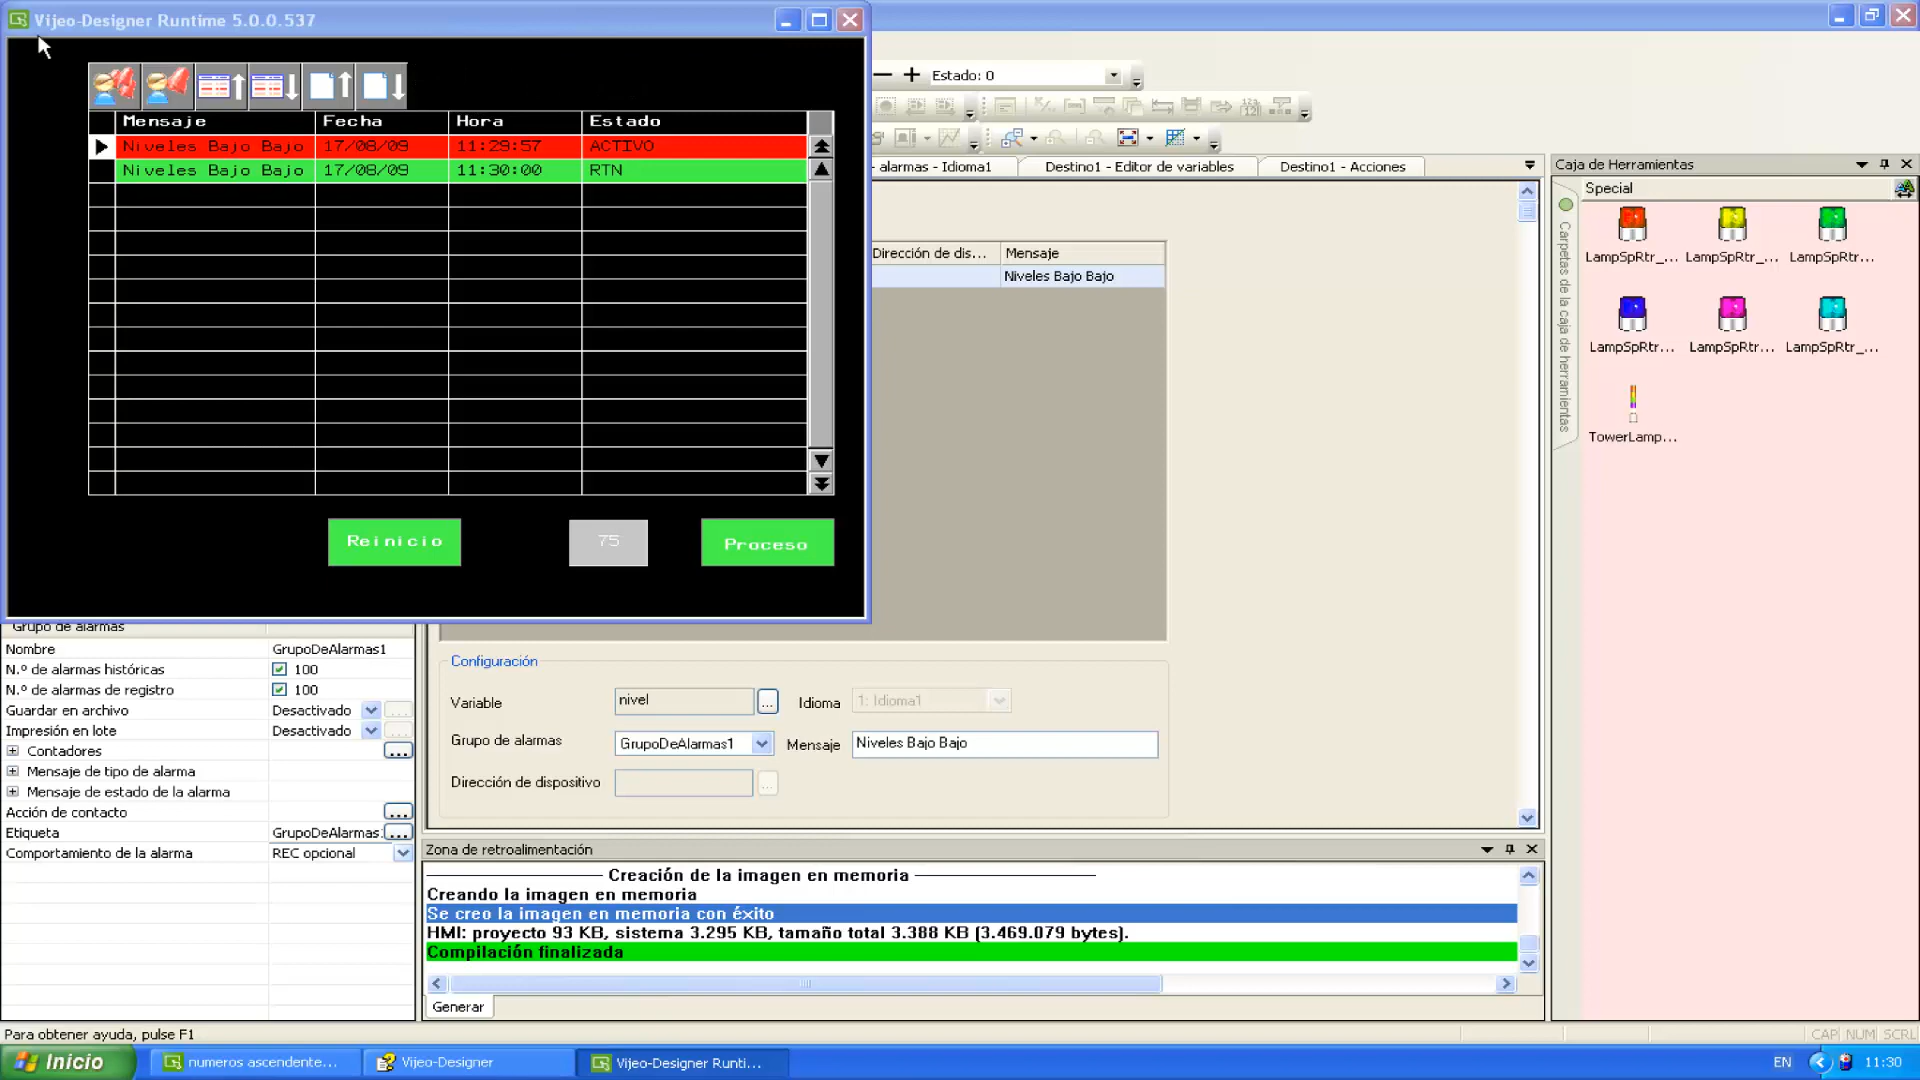 Vijeo-Designer Runtime 5.0.0.537
Mensaje Fecha Hora Estado
Niveles Bajo Bajo 17/08/09 11:29:57 ACTIVO
Niveles Bajo Bajo 17/08/09 11:30:00 RTN
Reinicio 75 Proceso
Estado: 0
alarmas - Idioma1 Destino1 - Editor de variables Destino1 - Acciones
Dirección de dis... Mensaje
Niveles Bajo Bajo
Caja de Herramientas
Special
Carpetas de la caja de herramientas
LampSpRtr_... LampSpRtr_... LampSpRtr...
LampSpRtr... LampSpRtr... LampSpRtr_...
TowerLamp...
Grupo de alarmas
Nombre GrupoDeAlarmas1
N.º de alarmas históricas 100
N.º de alarmas de registro 100
Guardar en archivo Desactivado
Impresión en lote Desactivado
Contadores
Mensaje de tipo de alarma
Mensaje de estado de la alarma
Acción de contacto
Etiqueta GrupoDeAlarmas:
Comportamiento de la alarma REC opcional
Configuración
Variable nivel ... Idioma 1: Idioma1
Grupo de alarmas GrupoDeAlarmas1 Mensaje Niveles Bajo Bajo
Dirección de dispositivo ...
Zona de retroalimentación
Creación de la imagen en memoria
Creando la imagen en memoria
Se creo la imagen en memoria con éxito
HMI: proyecto 93 KB, sistema 3.295 KB, tamaño total 3.388 KB (3.469.079 bytes).
Compilación finalizada
Generar
Para obtener ayuda, pulse F1
CAP NUM SCRL
Inicio numeros ascendente... Vijeo-Designer Vijeo-Designer Runti... EN 11:30